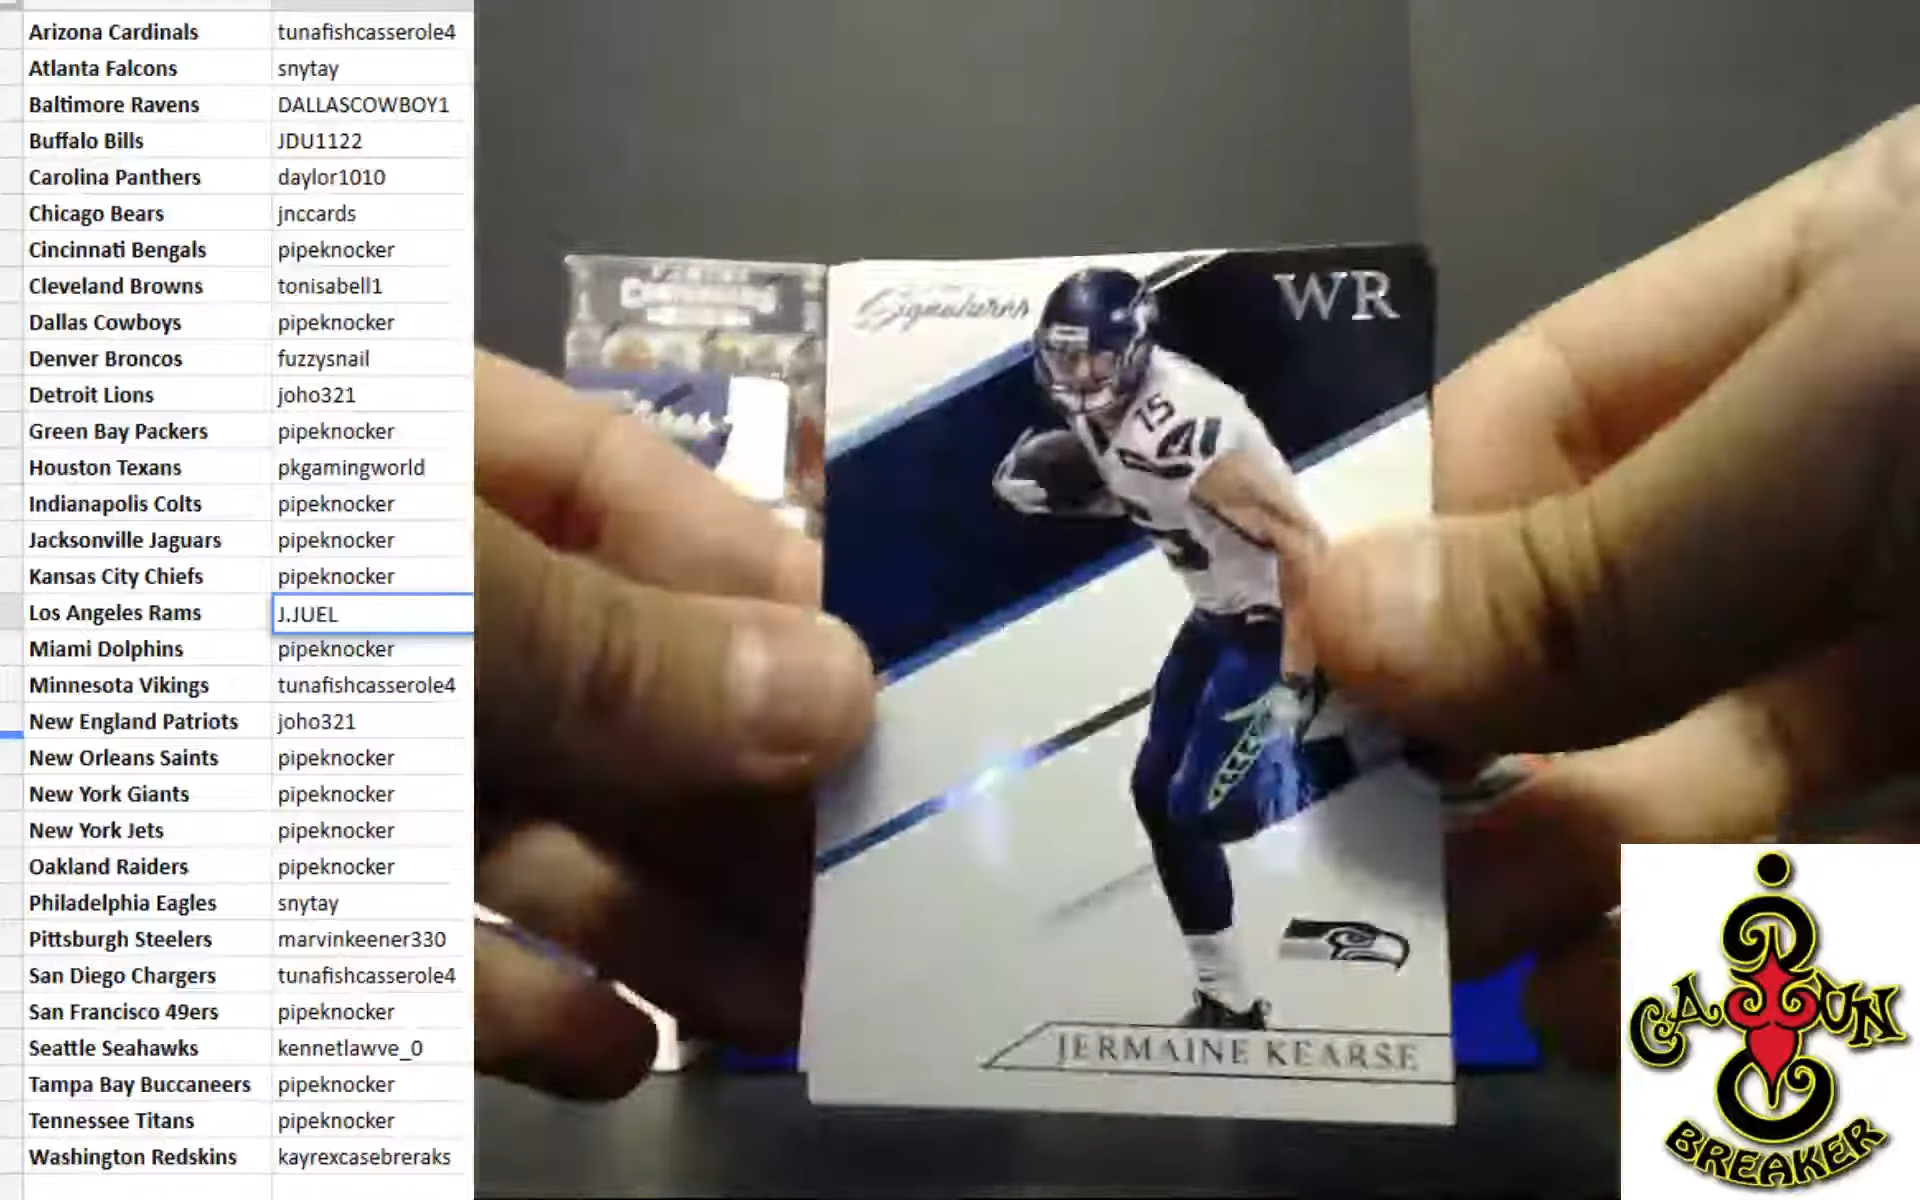 Arizona Cardinals tunafishcasserole4
Atlanta Falcons snytay
Baltimore Ravens DALLASCOWBOY1
Buffalo Bills JDU1122
Carolina Panthers daylor1010
Chicago Bears jnccards
Cincinnati Bengals pipeknocker
Cleveland Browns tonisabell1
Dallas Cowboys pipeknocker
Denver Broncos fuzzysnail
Detroit Lions joho321
Green Bay Packers pipeknocker
Houston Texans pkgamingworld
Indianapolis Colts pipeknocker
Jacksonville Jaguars pipeknocker
Kansas City Chiefs pipeknocker
Los Angeles Rams J.JUEL
Miami Dolphins pipeknocker
Minnesota Vikings tunafishcasserole4
New England Patriots joho321
New Orleans Saints pipeknocker
New York Giants pipeknocker
New York Jets pipeknocker
Oakland Raiders pipeknocker
Philadelphia Eagles snytay
Pittsburgh Steelers marvinkeener330
San Diego Chargers tunafishcasserole4
San Francisco 49ers pipeknocker
Seattle Seahawks kennetlawve_0
Tampa Bay Buccaneers pipeknocker
Tennessee Titans pipeknocker
Washington Redskins kayrexcasebreraks
Signatures
WR
15
JERMAINE KEARSE
CAJUN
BREAKER